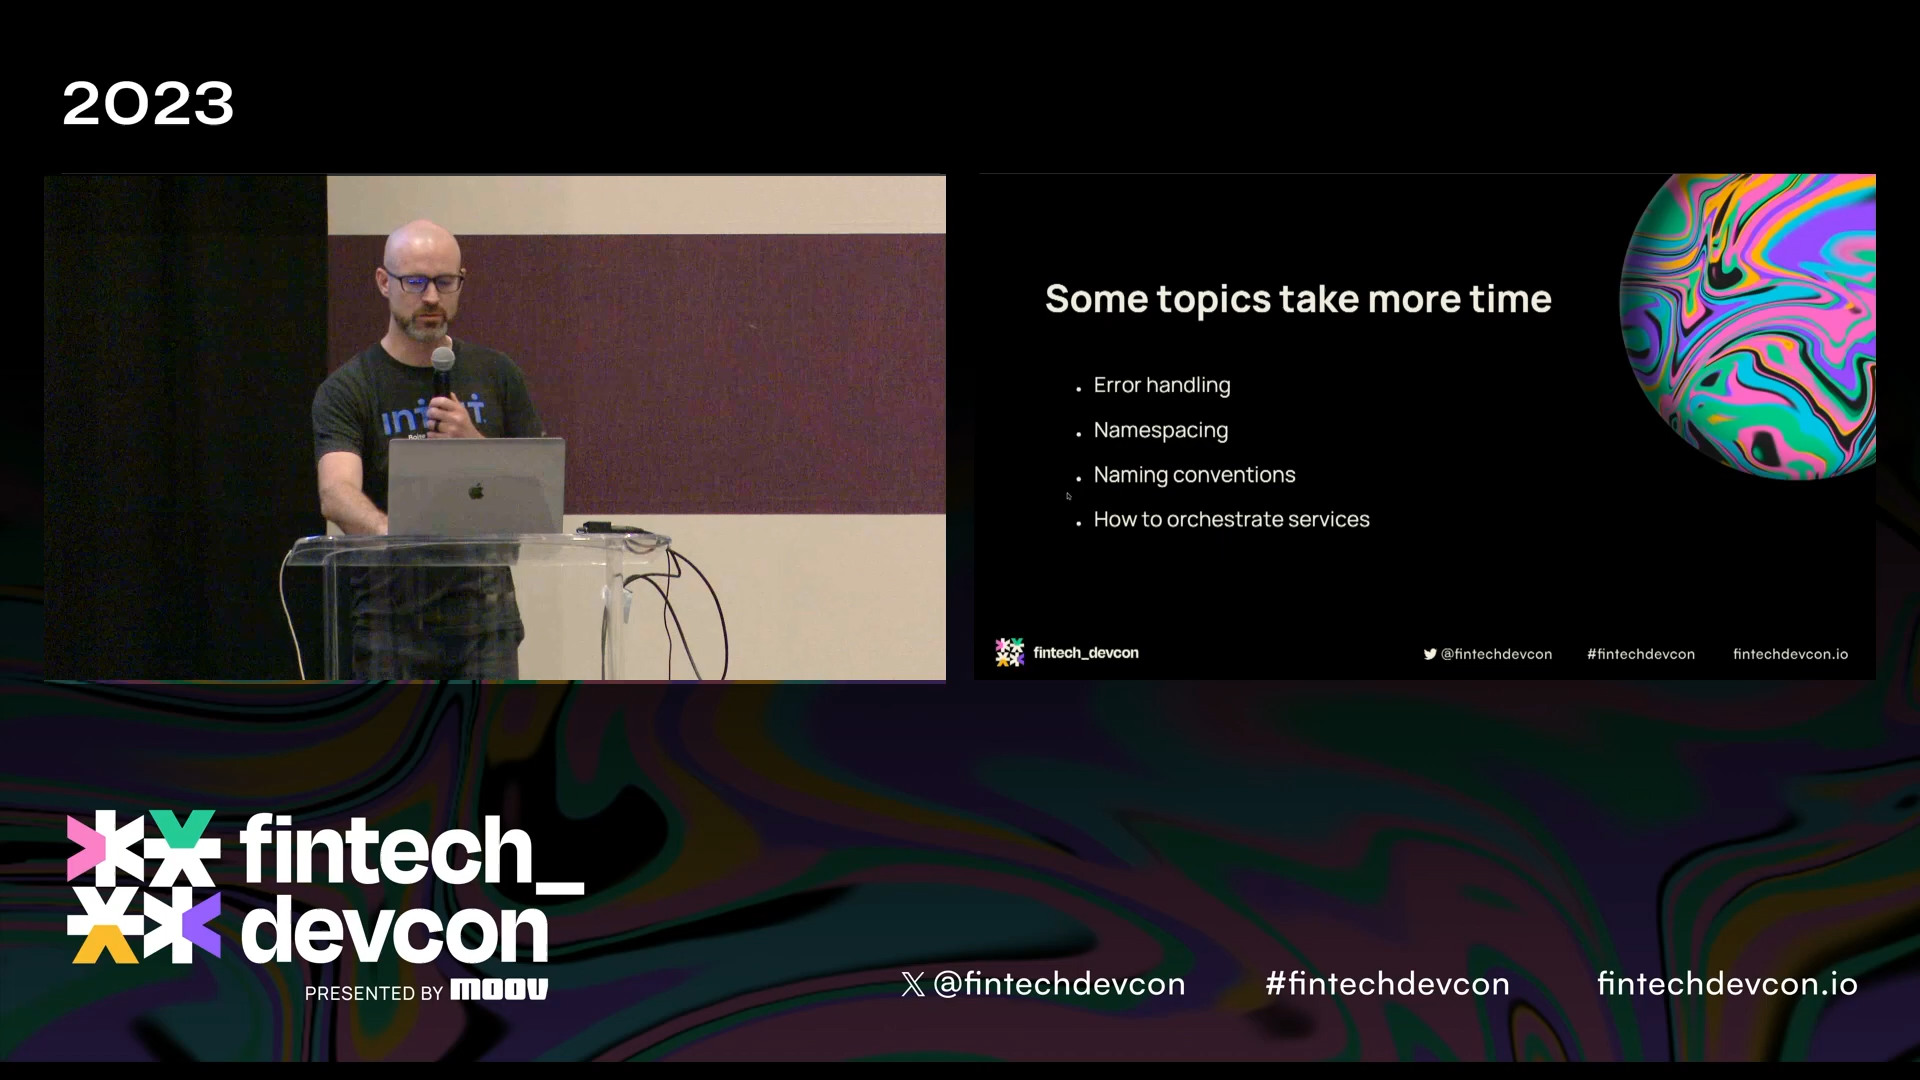 2023
intuit
Some topics take more time
Error handling
Namespacing
Naming conventions
How to orchestrate services
fintech_devcon
@fintechdevcon
#fintechdevcon
fintechdevcon.io
fintech_
devcon
PRESENTED BY moov
@fintechdevcon
#fintechdevcon
fintechdevcon.io